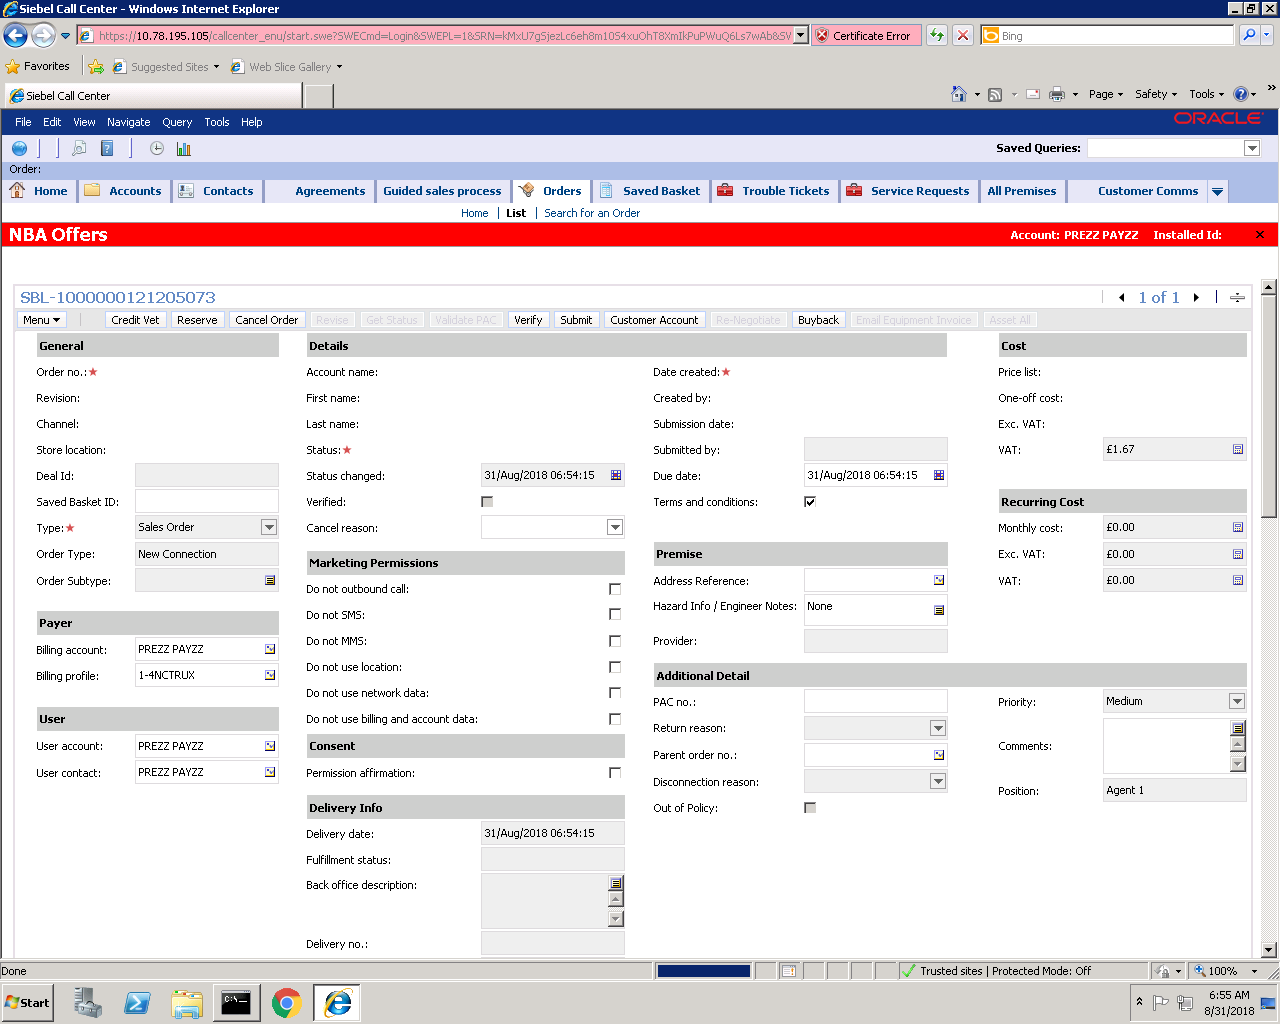 Siebel Call Center - Windows Internet Explorer
https://10.78.195.105/callcenter_enu/start.swe?SWECmd=Login&SWEPL=1&SRN=
Certificate Error
Bing
Favorites
Suggested Sites
Web Slice Gallery
Siebel Call Center
Page
Safety
Tools
File Edit View Navigate Query Tools Help
ORACLE
Saved Queries:
Order:
Home
Accounts
Contacts
Agreements
Guided sales process
Orders
Saved Basket
Trouble Tickets
Service Requests
All Premises
Customer Comms
Home | List | Search for an Order
NBA Offers
Account: PREZZ PAYZZ Installed Id:
SBL-1000000121205073
1 of 1
Menu
Credit Vet
Reserve
Cancel Order
Revise
Get Status
Validate PAC
Verify
Submit
Customer Account
Re-Negotiate
Buyback
Email Equipment Invoice
Asset All
General
Order no.:
Revision:
Channel:
Store location:
Deal Id:
Saved Basket ID:
Type: Sales Order
Order Type: New Connection
Order Subtype:
Payer
Billing account: PREZZ PAYZZ
Billing profile: 1-4NCTRUX
User
User account: PREZZ PAYZZ
User contact: PREZZ PAYZZ
Details
Account name:
First name:
Last name:
Status:
Status changed: 31/Aug/2018 06:54:15
Verified:
Cancel reason:
Marketing Permissions
Do not outbound call:
Do not SMS:
Do not MMS:
Do not use location:
Do not use network data:
Do not use billing and account data:
Consent
Permission affirmation:
Delivery Info
Delivery date: 31/Aug/2018 06:54:15
Fulfillment status:
Back office description:
Delivery no.:
Date created:
Created by:
Submission date:
Submitted by:
Due date: 31/Aug/2018 06:54:15
Terms and conditions:
Premise
Address Reference:
Hazard Info / Engineer Notes: None
Provider:
Additional Detail
PAC no.:
Return reason:
Parent order no.:
Disconnection reason:
Out of Policy:
Cost
Price list:
One-off cost:
Exc. VAT:
VAT: £1.67
Recurring Cost
Monthly cost: £0.00
Exc. VAT: £0.00
VAT: £0.00
Priority: Medium
Comments:
Position: Agent 1
Done
Trusted sites | Protected Mode: Off
100%
Start
6:55 AM
8/31/2018